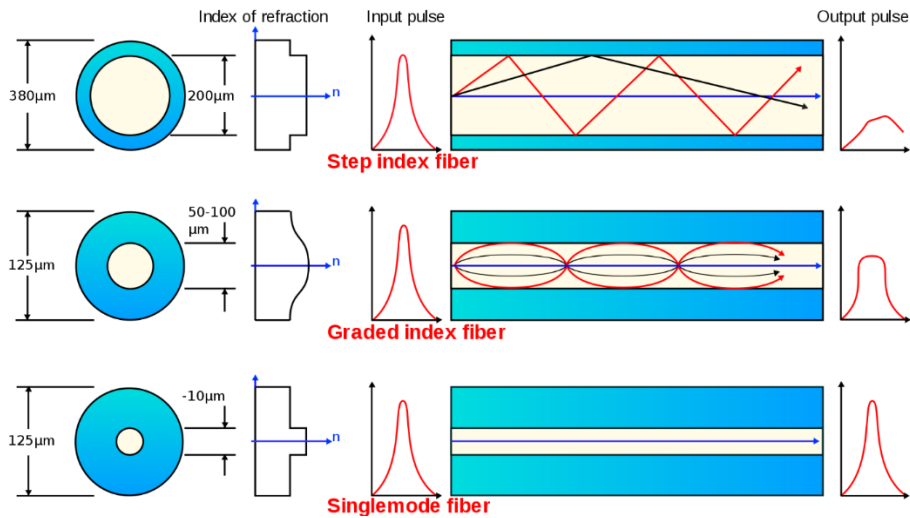 Index of refraction
Input pulse
Output pulse
380µm
200µm
n
Step index fiber
125µm
50-100
µm
n
Graded index fiber
125µm
-10µm
n
Singlemode fiber